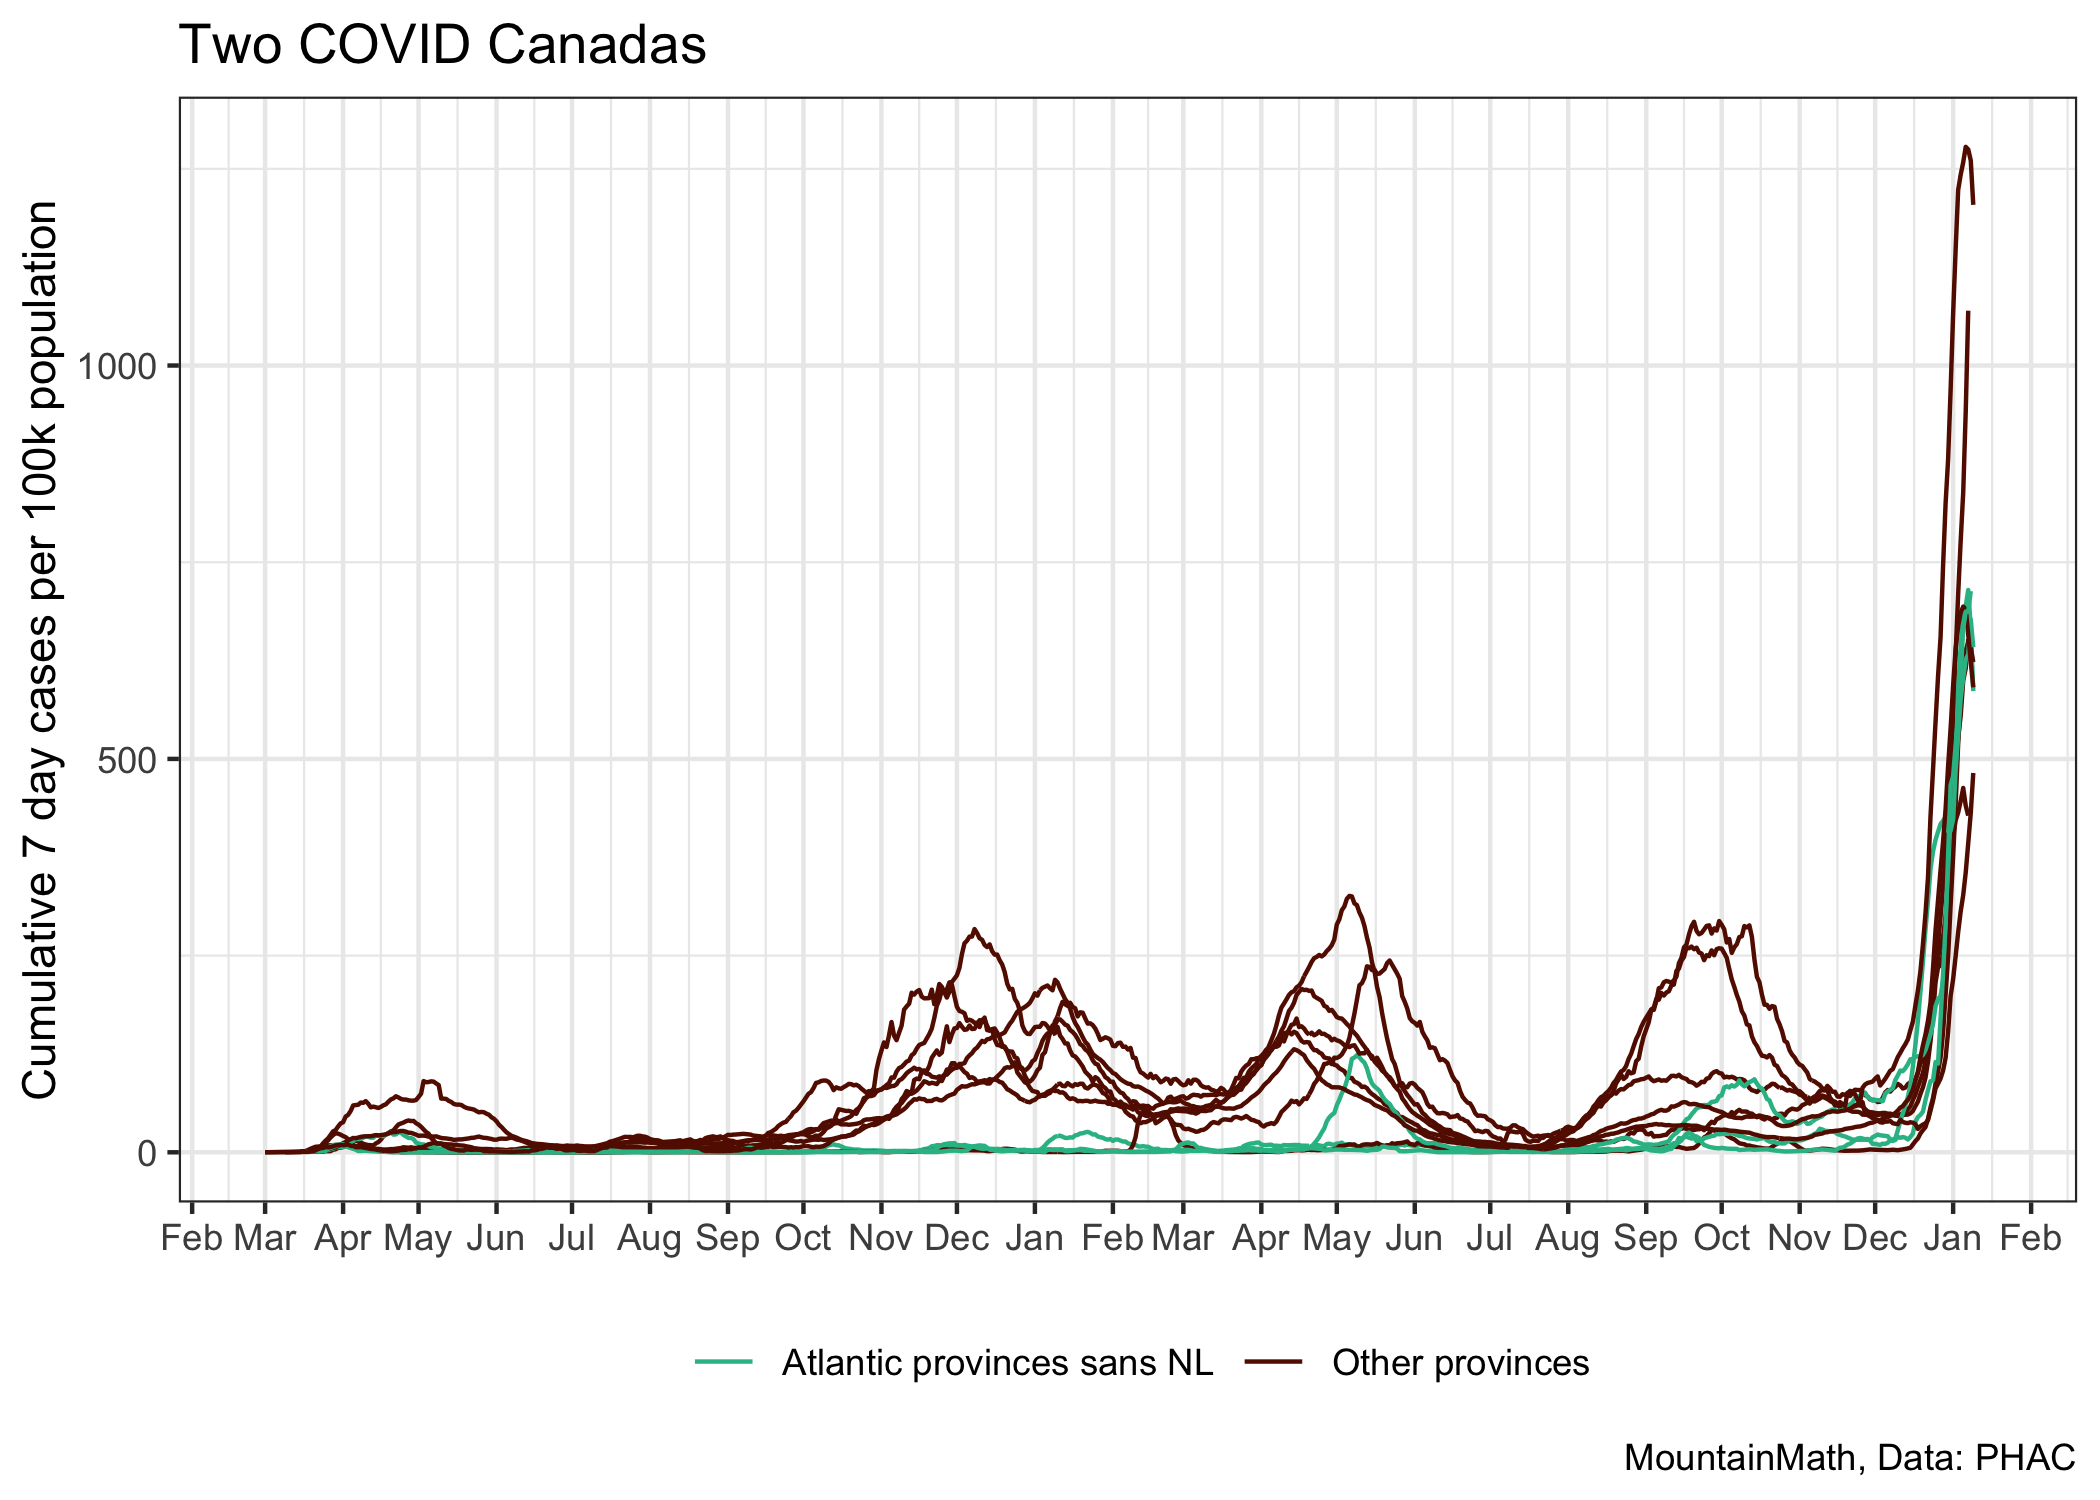 Two COVID Canadas
Cumulative 7 day cases per 100k population
1000
500
0
Feb Mar Apr May Jun Jul Aug Sep Oct Nov Dec Jan Feb Mar Apr May Jun Jul Aug Sep Oct Nov Dec Jan Feb
Atlantic provinces sans NL Other provinces
MountainMath, Data: PHAC